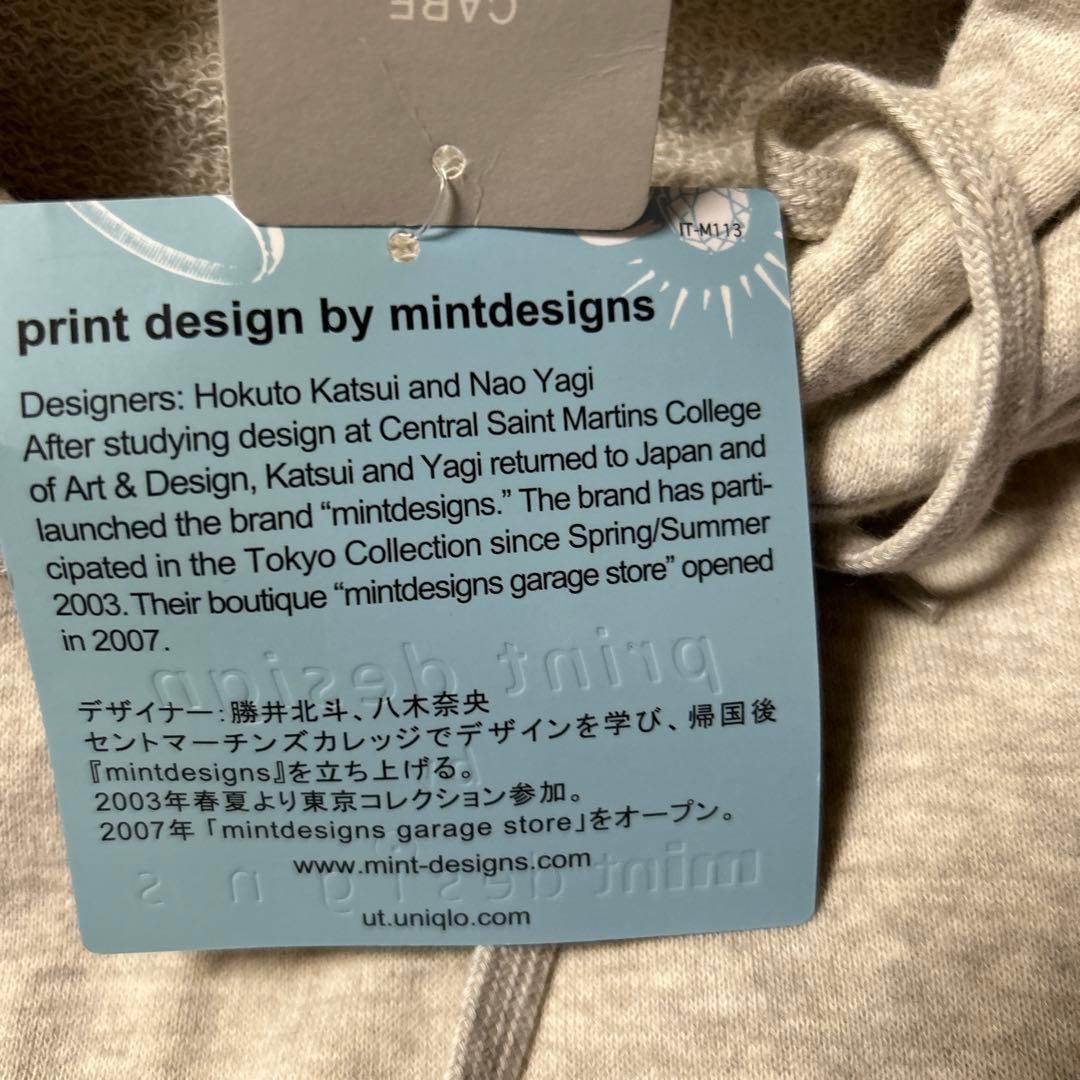 CARE
IT-M113
print design by mintdesigns
Designers: Hokuto Katsui and Nao Yagi
After studying design at Central Saint Martins College
of Art & Design, Katsui and Yagi returned to Japan and
launched the brand “mintdesigns.” The brand has parti-
cipated in the Tokyo Collection since Spring/Summer
2003. Their boutique “mintdesigns garage store” opened
in 2007.
print design
by
デザイナー：勝井北斗、八木奈央
セントマーチンズカレッジでデザインを学び、帰国後
『mintdesigns』を立ち上げる。
2003年春夏より東京コレクション参加。
2007年「mintdesigns garage store」をオープン。
www.mint-designs.com
mint designs
ut.uniqlo.com